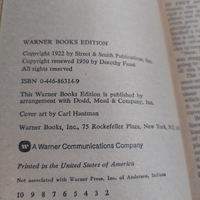 WARNER BOOKS EDITION
Copyright 1922 by Street & Smith Publications, Inc.
Copyright renewed 1950 by Dorothy Faust
All rights reserved
ISBN 0-446-86314-9
This Warner Books Edition is published by
arrangement with Dodd, Mead & Company, Inc.
Cover art by Carl Hantman
Warner Books, Inc., 75 Rockefeller Plaza, New York, N.Y.
A Warner Communications Company
Printed in the United States of America
Not associated with Warner Press, Inc. of Anderson, Indiana
10 9 8 7 6 5 4 3 2